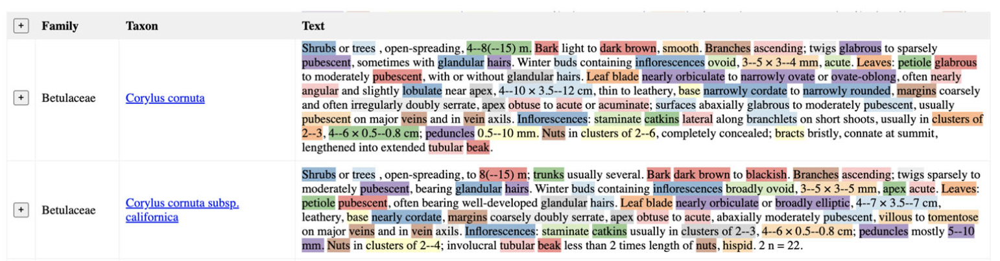 + Family Taxon Text
Shrubs or trees , open-spreading, 4--8(--15) m. Bark light to dark brown, smooth. Branches ascending; twigs glabrous to sparsely
pubescent, sometimes with glandular hairs. Winter buds containing inflorescences ovoid, 3--5 × 3--4 mm, acute. Leaves: petiole glabrous
to moderately pubescent, with or without glandular hairs. Leaf blade nearly orbiculate to narrowly ovate or ovate-oblong, often nearly
angular and slightly lobulate near apex, 4--10 × 3.5--12 cm, thin to leathery, base narrowly cordate to narrowly rounded, margins coarsely
+ Betulaceae Corylus cornuta
and often irregularly doubly serrate, apex obtuse to acute or acuminate; surfaces abaxially glabrous to moderately pubescent, usually
pubescent on major veins and in vein axils. Inflorescences: staminate catkins lateral along branchlets on short shoots, usually in clusters of
2--3, 4--6 × 0.5--0.8 cm; peduncles 0.5--10 mm. Nuts in clusters of 2--6, completely concealed; bracts bristly, connate at summit,
lengthened into extended tubular beak.
Shrubs or trees , open-spreading, to 8(--15) m; trunks usually several. Bark dark brown to blackish. Branches ascending; twigs sparsely to
moderately pubescent, bearing glandular hairs. Winter buds containing inflorescences broadly ovoid, 3--5 × 3--5 mm, apex acute. Leaves:
petiole pubescent, often bearing well-developed glandular hairs. Leaf blade nearly orbiculate or broadly elliptic, 4--7 × 3.5--7 cm,
+ Betulaceae Corylus cornuta subsp.
californica
leathery, base nearly cordate, margins coarsely doubly serrate, apex obtuse to acute, abaxially moderately pubescent, villous to tomentose
on major veins and in vein axils. Inflorescences: staminate catkins usually in clusters of 2--3, 4--6 × 0.5--0.8 cm; peduncles mostly 5--10
mm. Nuts in clusters of 2--4; involucral tubular beak less than 2 times length of nuts, hispid. 2 n = 22.